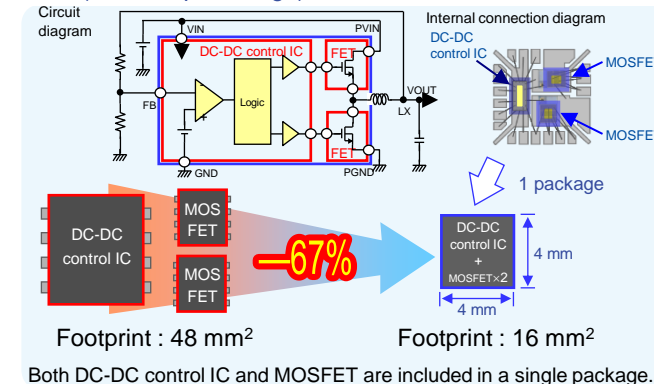 Circuit
diagram
VIN
PVIN
DC-DC control IC
FET
FB
Logic
VOUT
LX
FET
GND
PGND
Internal connection diagram
DC-DC
control IC
MOSFE
MOSFE
1 package
DC-DC
control IC
MOS
FET
MOS
FET
–67%
DC-DC
control IC
+
MOSFET×2
4 mm
4 mm
Footprint : 48 mm²
Footprint : 16 mm²
Both DC-DC control IC and MOSFET are included in a single package.